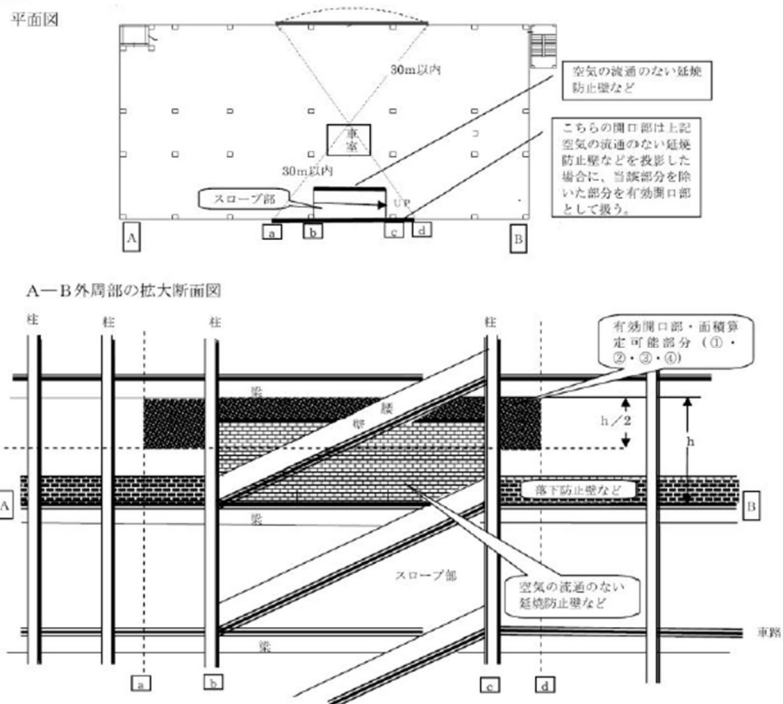 平面図
30m以内
車
室
30m以内
スロープ部
UP
空気の流通のない延焼
防止壁など
こちらの開口部は上記
空気の流通のない延焼
防止壁などを投影した
場合に、当該部分を除
いた部分を有効開口部
として扱う。
A
a
b
c
d
B
A―B外周部の拡大断面図
柱
柱
柱
柱
有効開口部・面積算
定可能部分(①・
②・③・④)
梁
腰
壁
h/2
h
A
落下防止壁など
B
梁
スロープ部
空気の流通のない
延焼防止壁など
梁
車路
a
b
c
d